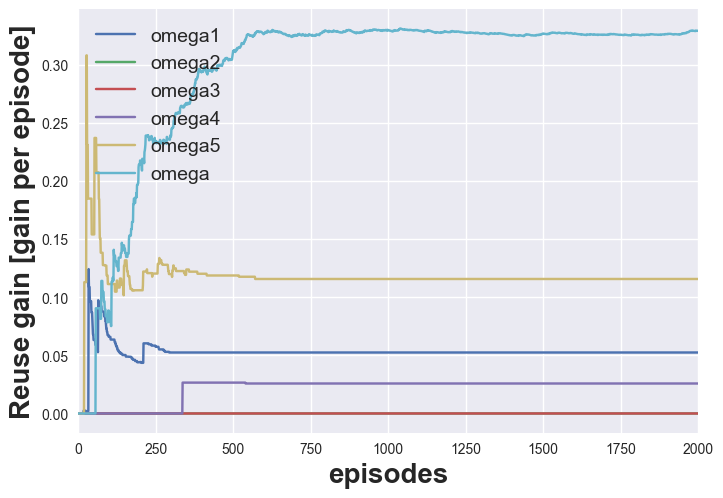 Reuse gain [gain per episode]
omega1
omega2
omega3
omega4
omega5
omega
0.30
0.25
0.20
0.15
0.10
0.05
0.00
0 250 500 750 1000 1250 1500 1750 2000
episodes